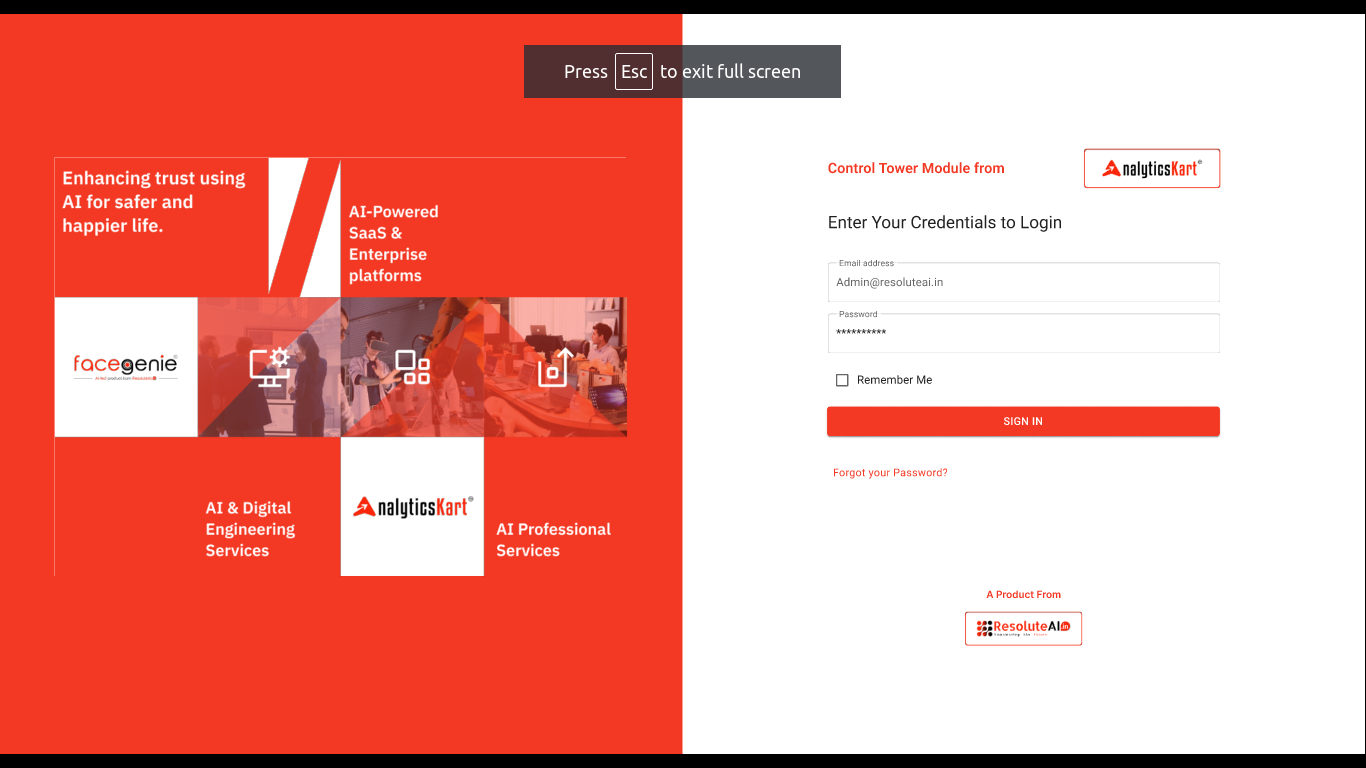 Press Esc to exit full screen
Enhancing trust using
AI for safer and
happier life.
AI-Powered
SaaS &
Enterprise
platforms
facegenie
AI & Digital
Engineering
Services
nalyticsKart
AI Professional
Services
Control Tower Module from
nalyticsKart
Enter Your Credentials to Login
Email address
Admin@resoluteai.in
Password
**********
Remember Me
SIGN IN
Forgot your Password?
A Product From
ResoluteAI.in